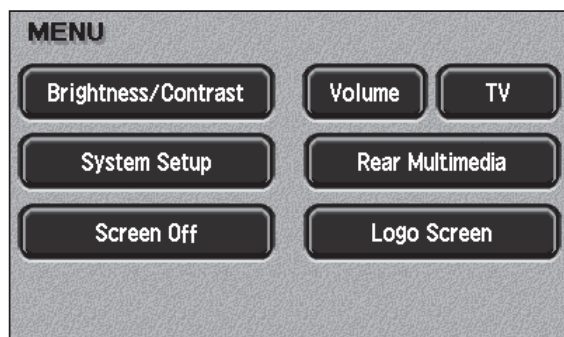 MENU
Brightness/Contrast Volume TV
System Setup Rear Multimedia
Screen Off Logo Screen